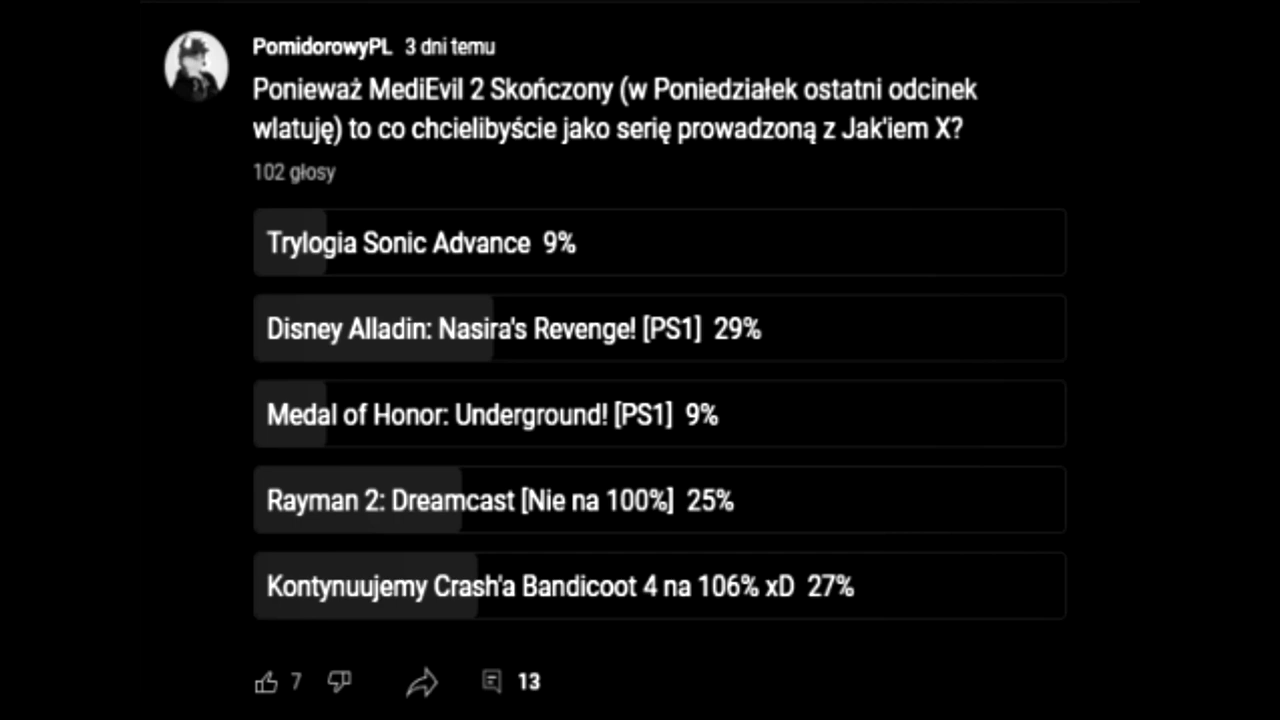 PomidorowyPL 3 dni temu
Ponieważ MediEvil 2 Skończony (w Poniedziałek ostatni odcinek
wlatuję) to co chcielibyście jako serię prowadzoną z Jak'iem X?
102 głosy
Trylogia Sonic Advance 9%
Disney Alladin: Nasira's Revenge! [PS1] 29%
Medal of Honor: Underground! [PS1] 9%
Rayman 2: Dreamcast [Nie na 100%] 25%
Kontynuujemy Crash'a Bandicoot 4 na 106% xD 27%
7 13